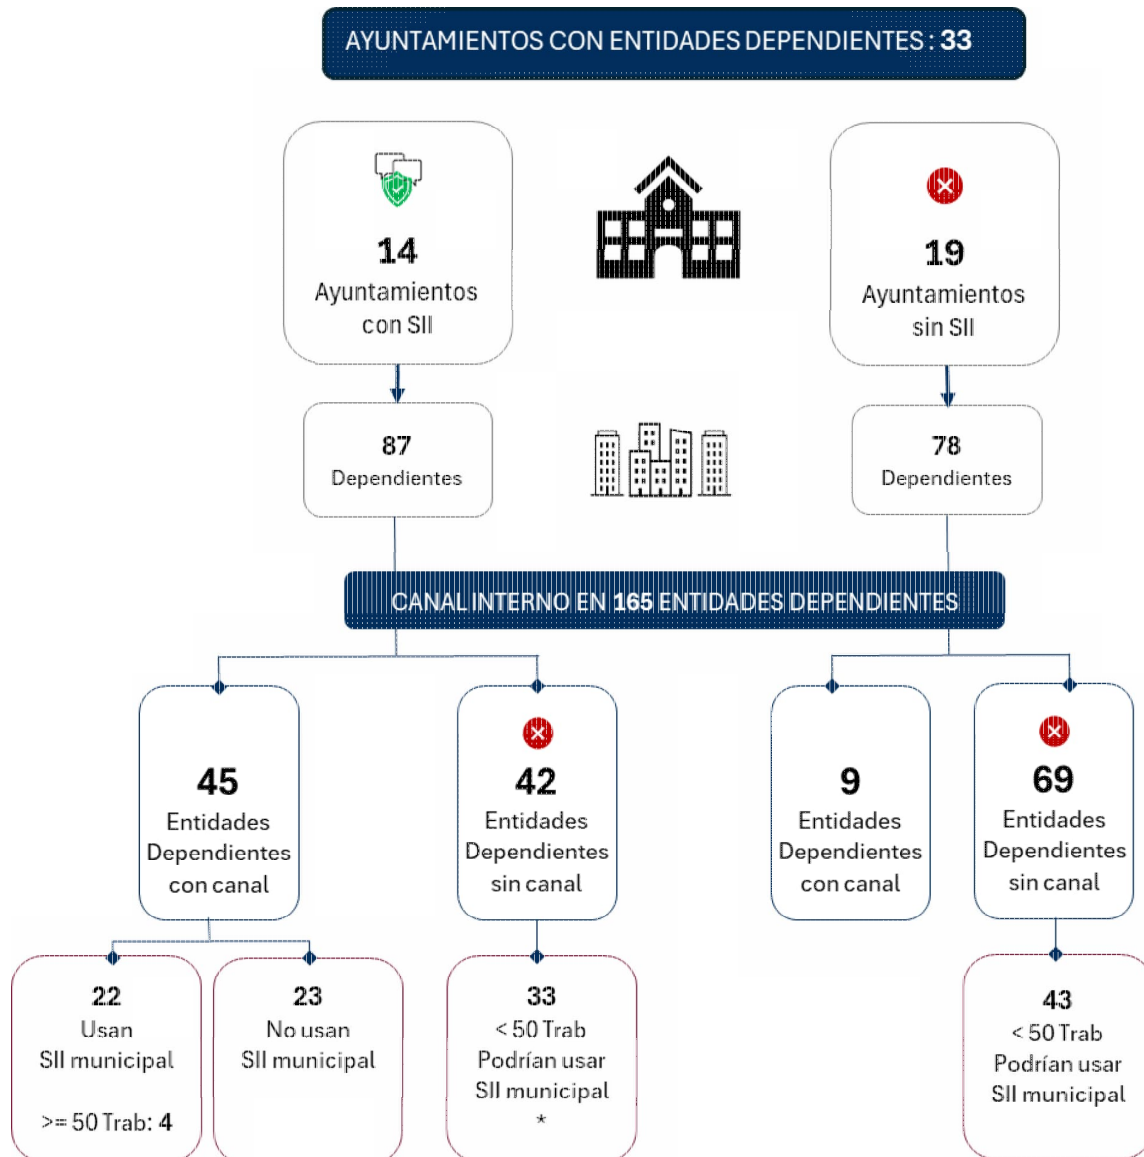 AYUNTAMIENTOS CON ENTIDADES DEPENDIENTES : 33
14
Ayuntamientos
con SII
19
Ayuntamientos
sin SII
87
Dependientes
78
Dependientes
CANAL INTERNO EN 165 ENTIDADES DEPENDIENTES
45
Entidades
Dependientes
con canal
42
Entidades
Dependientes
sin canal
9
Entidades
Dependientes
con canal
69
Entidades
Dependientes
sin canal
22
Usan
SII municipal
>= 50 Trab: 4
23
No usan
SII municipal
33
< 50 Trab
Podrían usar
SII municipal
*
43
< 50 Trab
Podrían usar
SII municipal